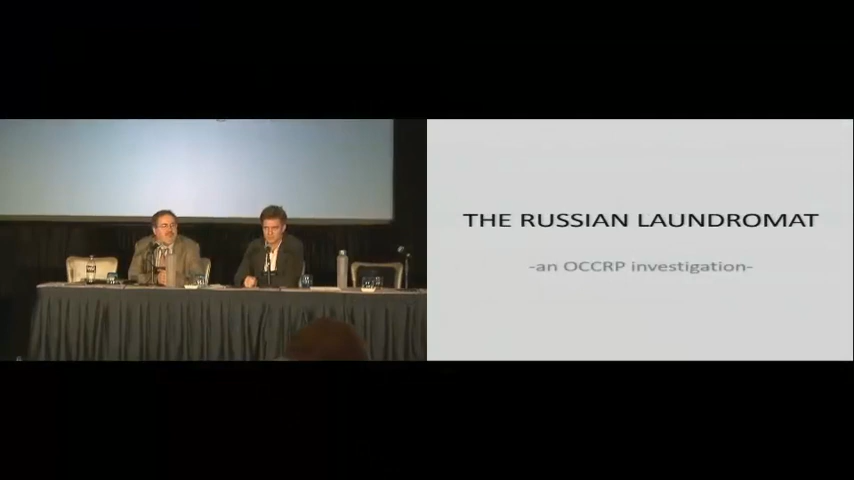 THE RUSSIAN LAUNDROMAT
-an OCCRP investigation-